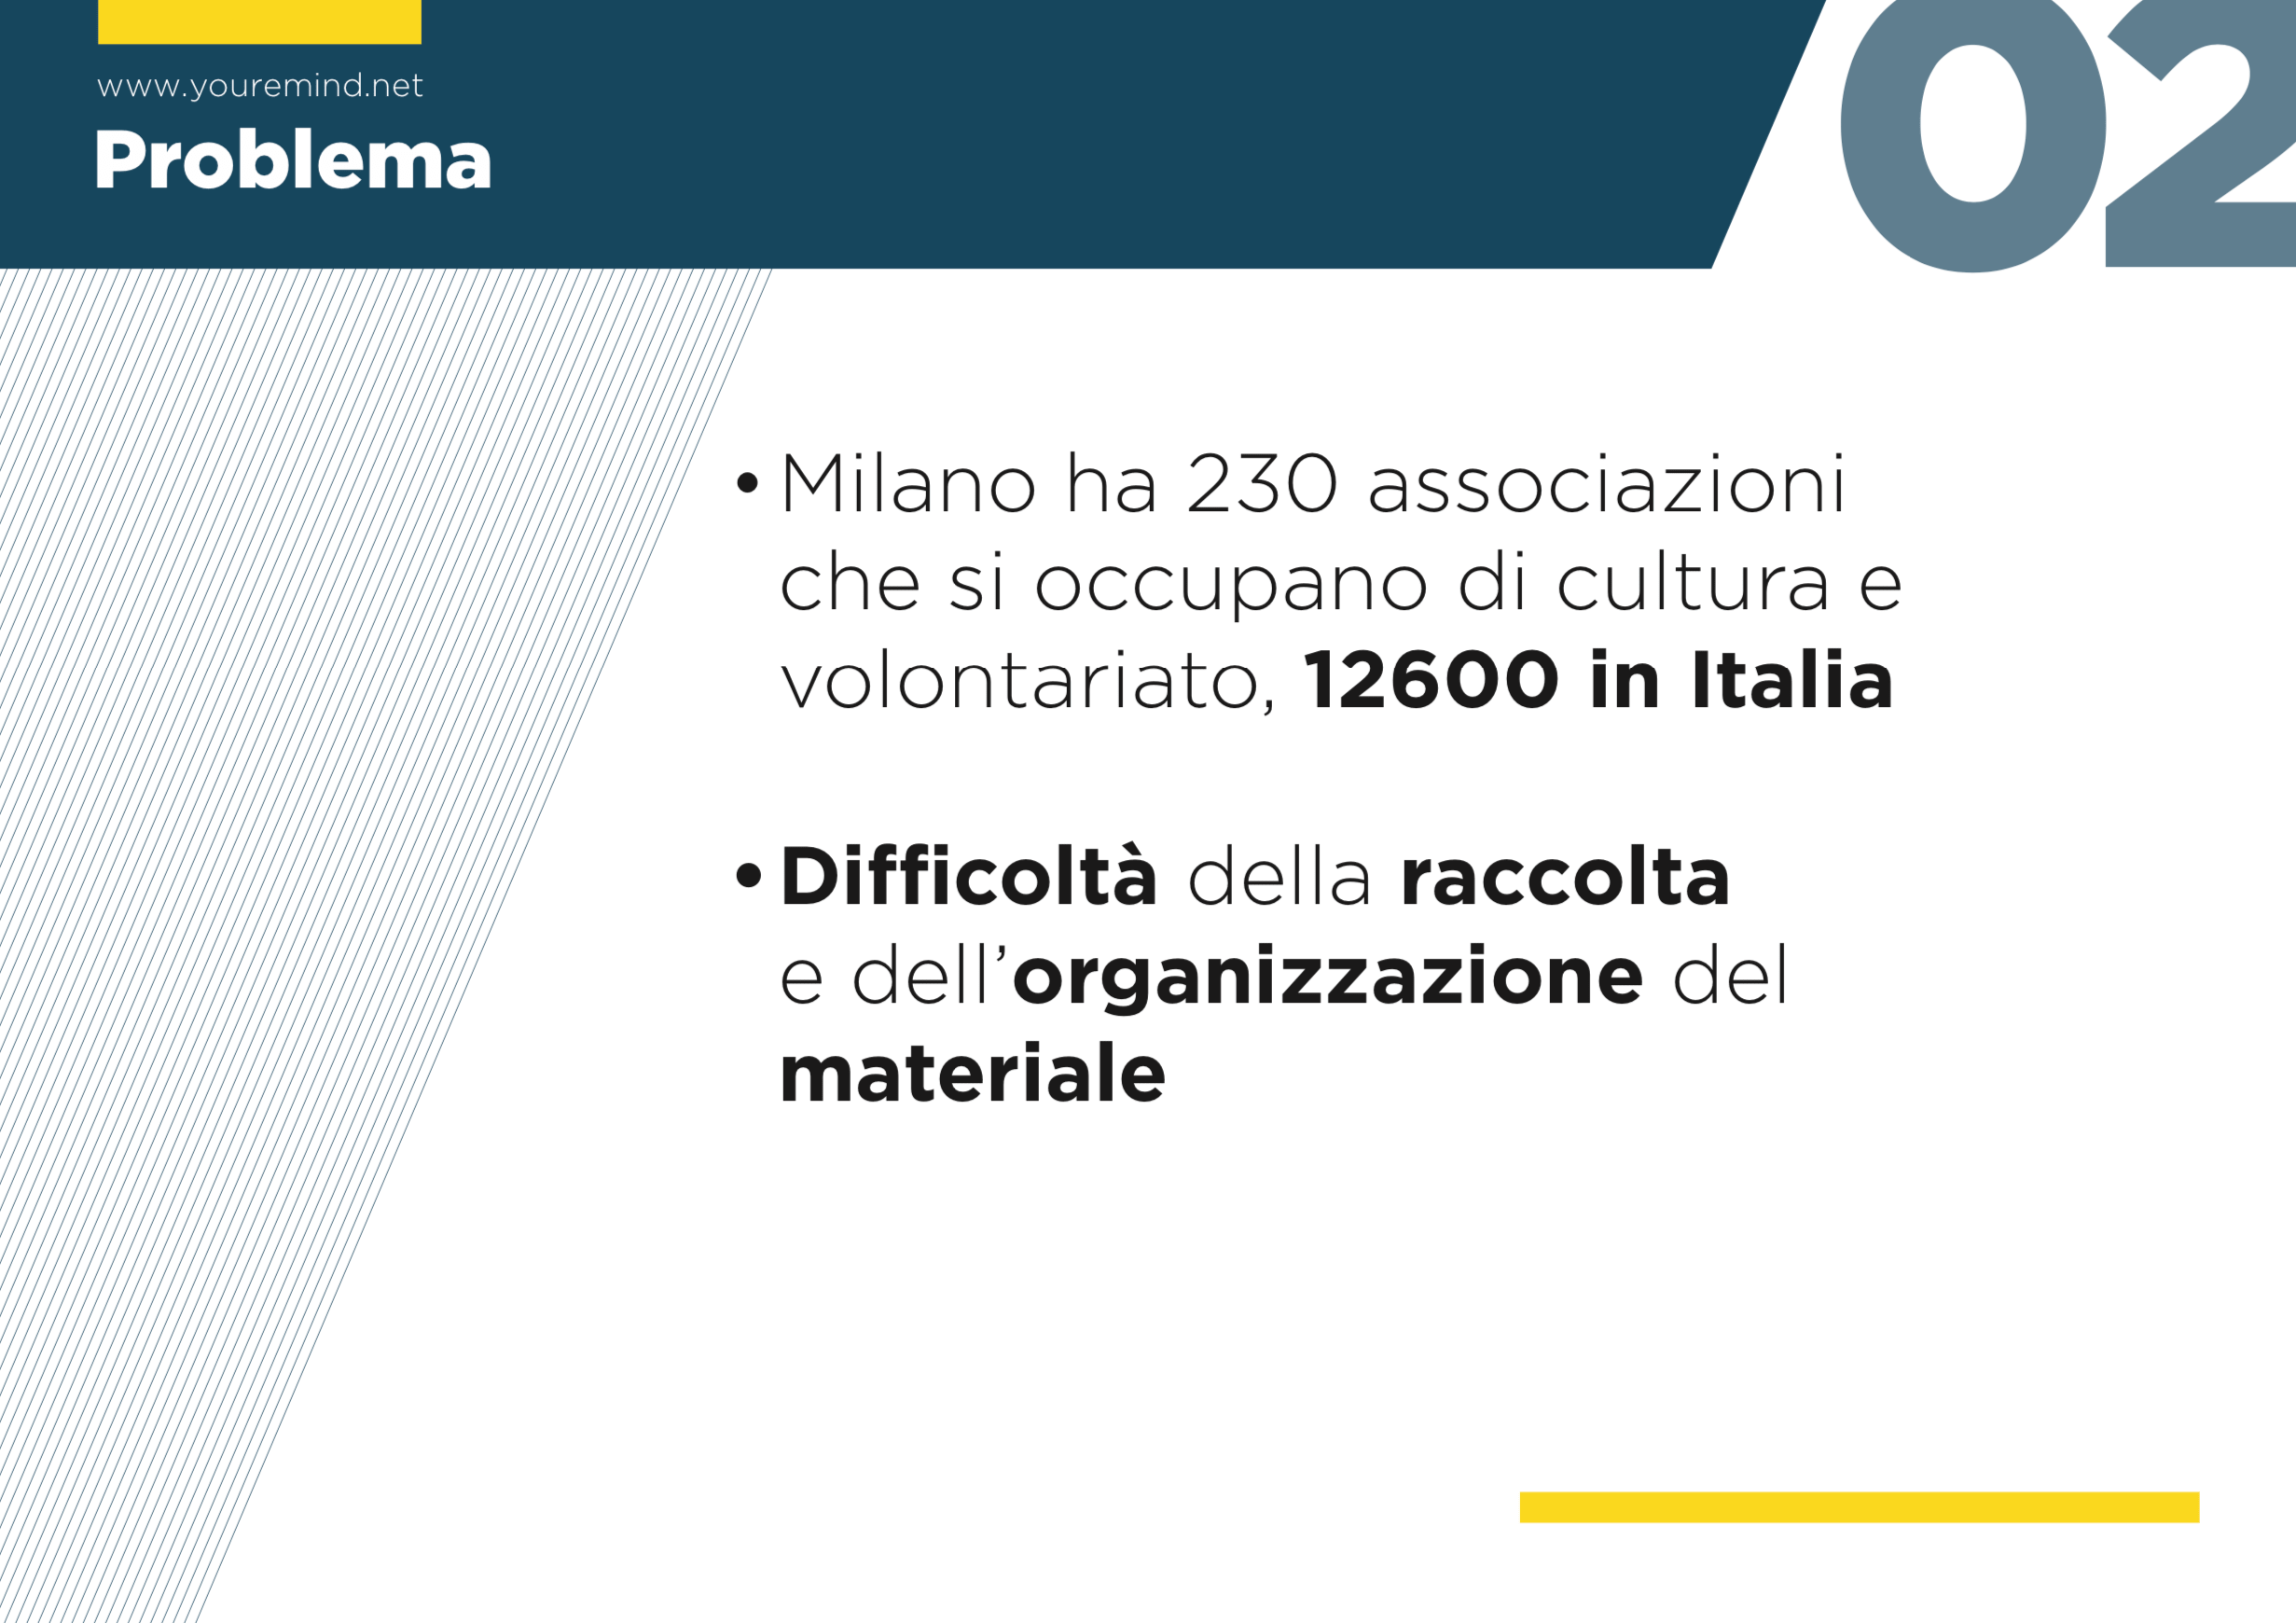 www.youremind.net
Problema
02
• Milano ha 230 associazioni
che si occupano di cultura e
volontariato, 12600 in Italia
• Difficoltà della raccolta
e dell’organizzazione del
materiale